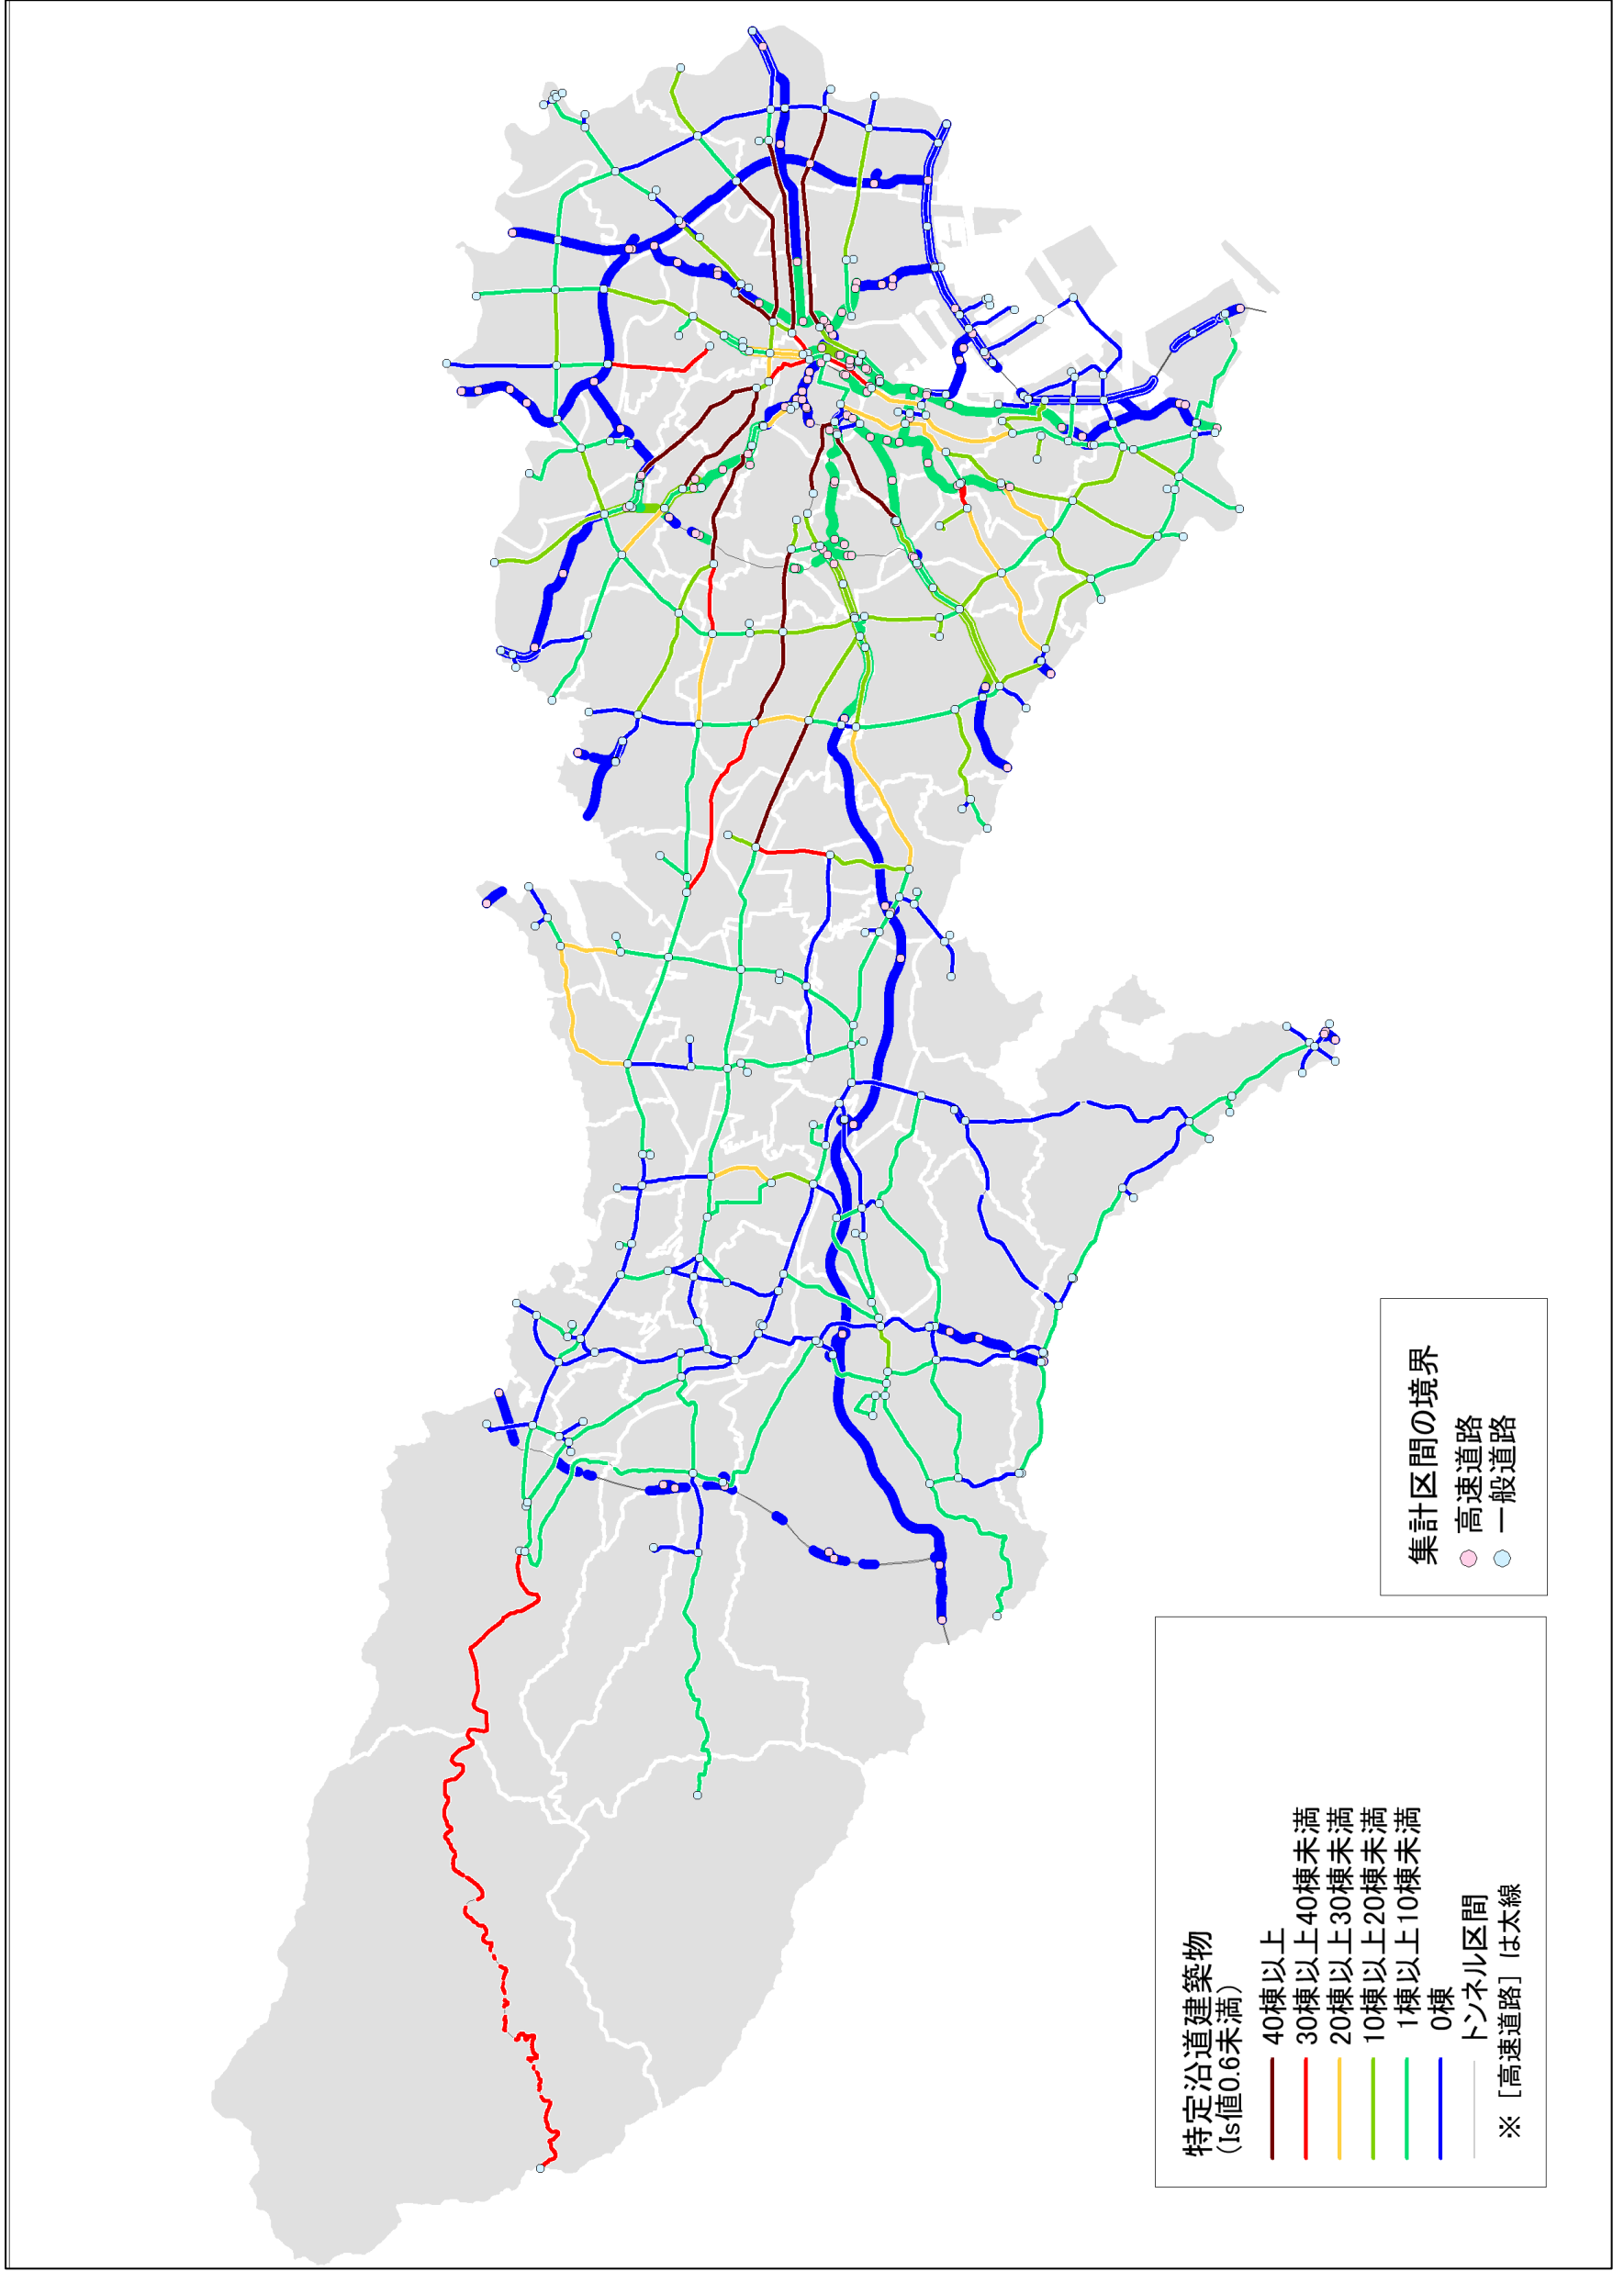 特定沿道建築物
（Is値0.6未満）
40棟以上
30棟以上40棟未満
20棟以上30棟未満
10棟以上20棟未満
1棟以上10棟未満
0棟
トンネル区間
※［高速道路］は太線
集計区間の境界
高速道路
一般道路